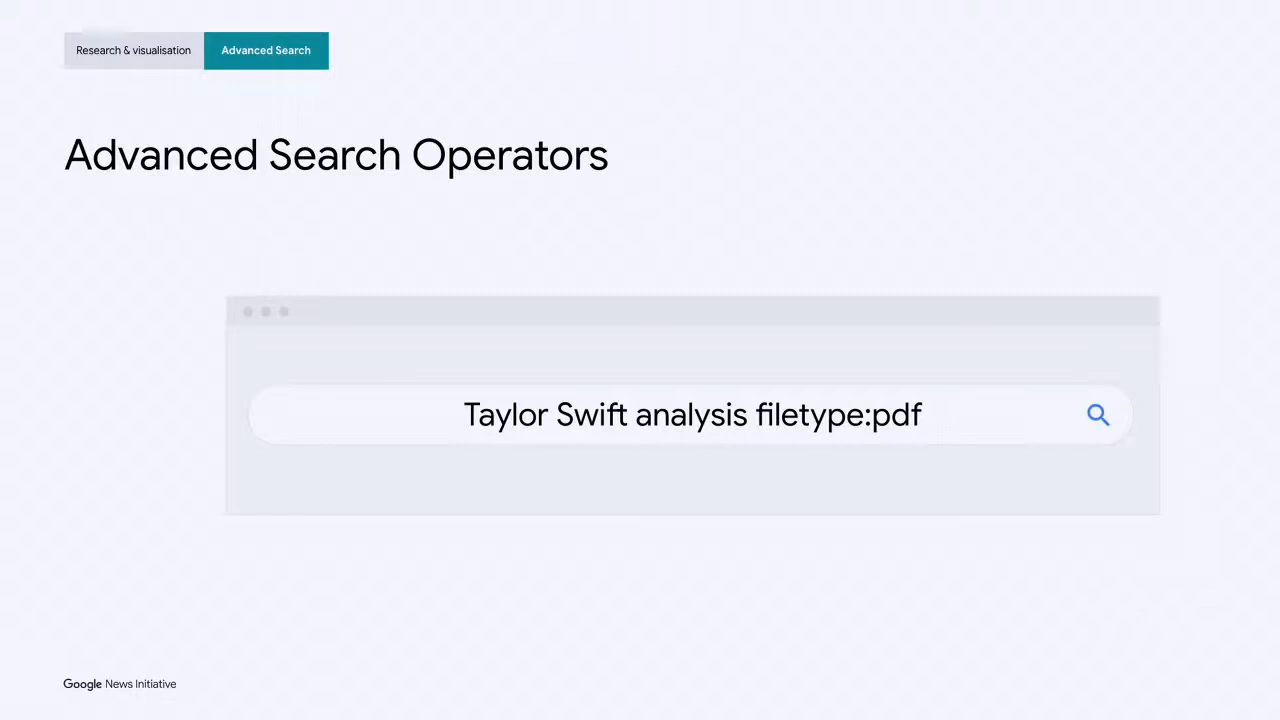 Research & visualisation
Advanced Search
Advanced Search Operators
Taylor Swift analysis filetype:pdf
Google News Initiative